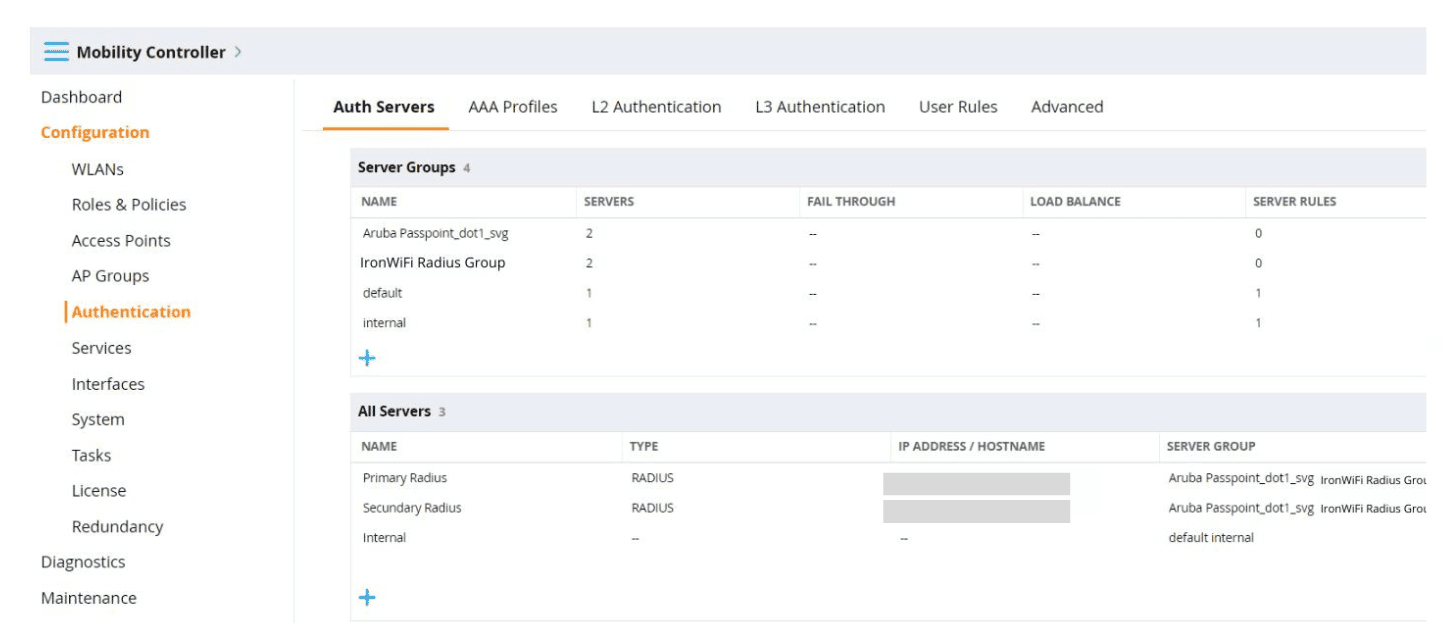 Mobility Controller >
Dashboard
Configuration
WLANs
Roles & Policies
Access Points
AP Groups
Authentication
Services
Interfaces
System
Tasks
License
Redundancy
Diagnostics
Maintenance
Auth Servers AAA Profiles L2 Authentication L3 Authentication User Rules Advanced
Server Groups 4
NAME SERVERS FAIL THROUGH LOAD BALANCE SERVER RULES
Aruba Passpoint_dot1_svg 2 -- -- 0
IronWiFi Radius Group 2 -- -- 0
default 1 -- -- 1
internal 1 -- -- 1
+
All Servers 3
NAME TYPE IP ADDRESS / HOSTNAME SERVER GROUP
Primary Radius RADIUS Aruba Passpoint_dot1_svg IronWiFi Radius Grou
Secundary Radius RADIUS Aruba Passpoint_dot1_svg IronWiFi Radius Grou
Internal -- -- default internal
+